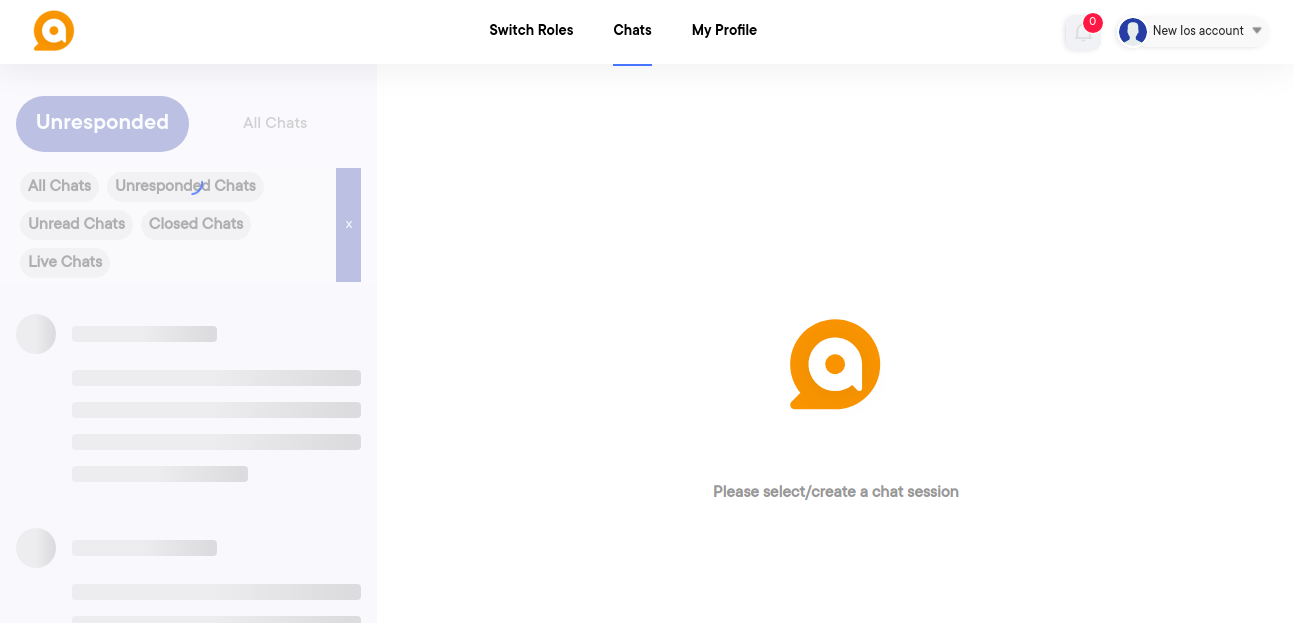 Switch Roles Chats My Profile 0 New Ios account
Unresponded All Chats
All Chats Unresponded Chats
Unread Chats Closed Chats x
Live Chats
Please select/create a chat session